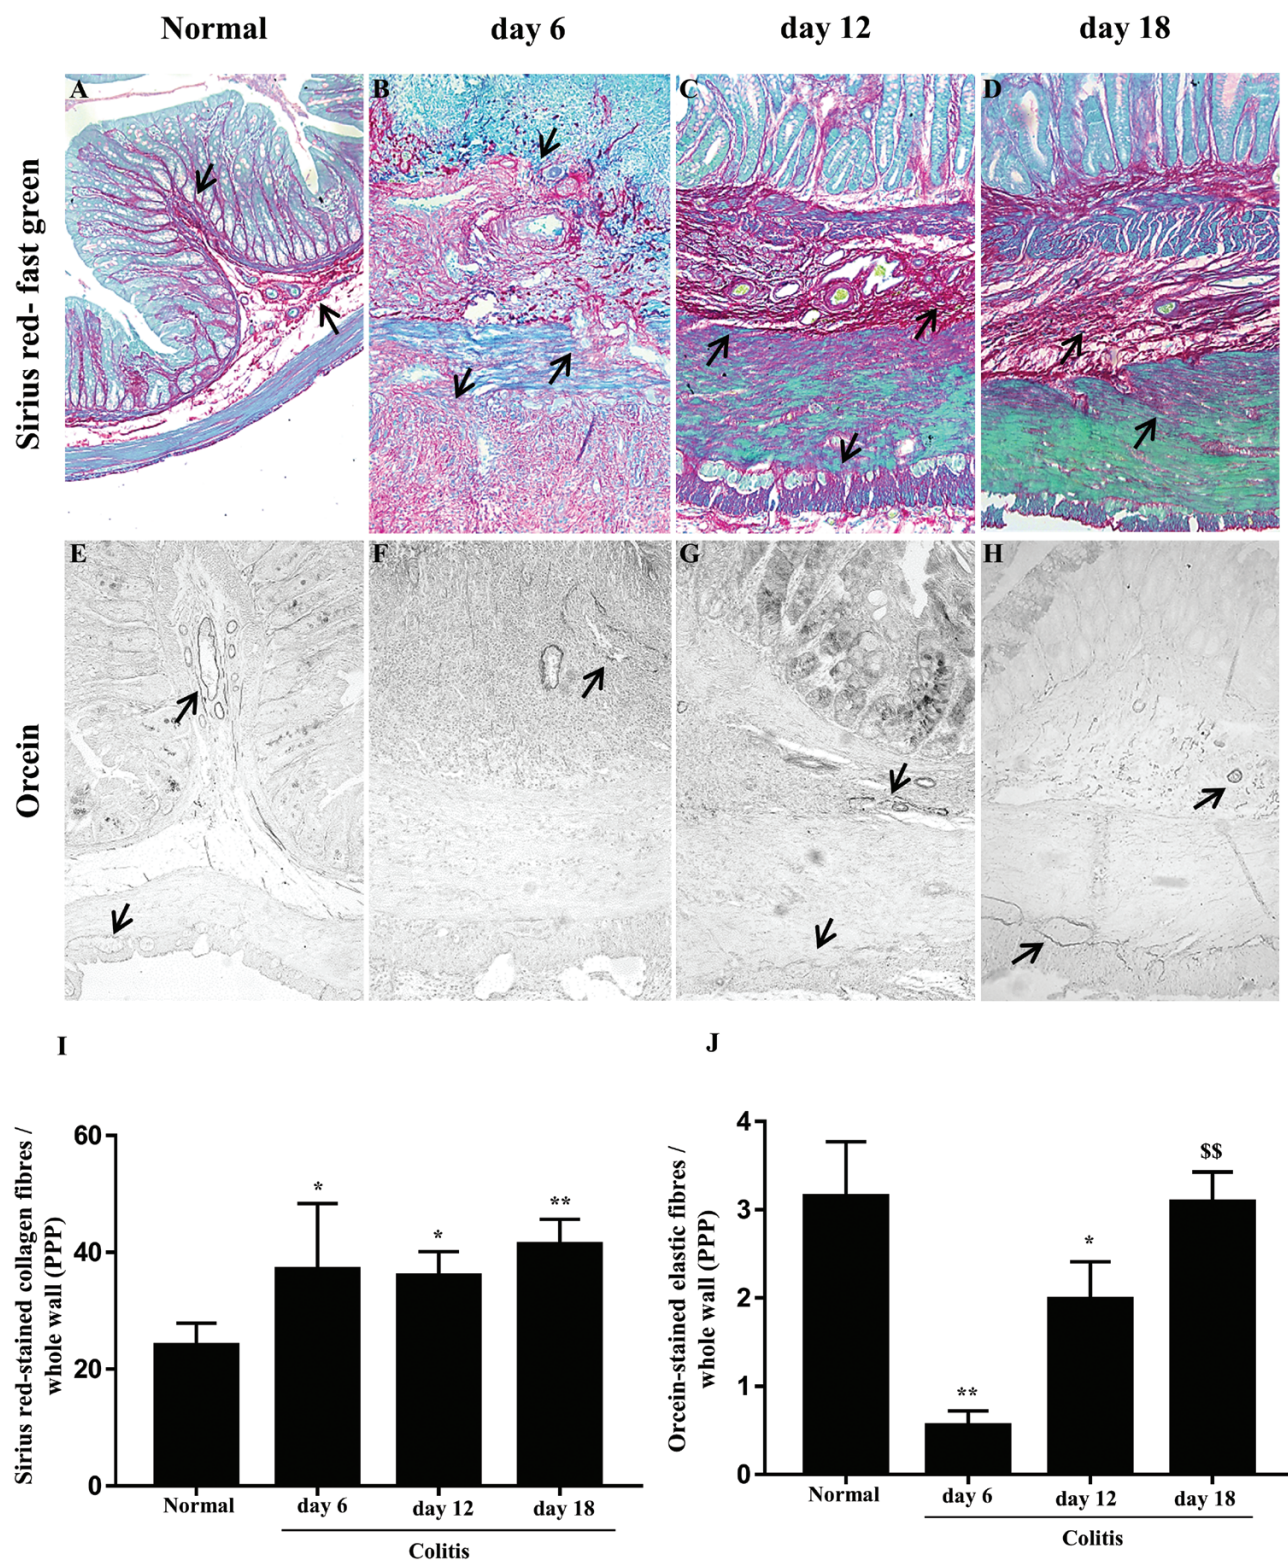 Normal day 6 day 12 day 18
Sirius red- fast green
A B C D
Orcein
E F G H
I
Sirius red-stained collagen fibres /
whole wall (PPP)
60
40
20
0
*
*
**
Normal day 6 day 12 day 18
Colitis
J
Orcein-stained elastic fibres /
whole wall (PPP)
4
3
2
1
0
**
*
$$
Normal day 6 day 12 day 18
Colitis